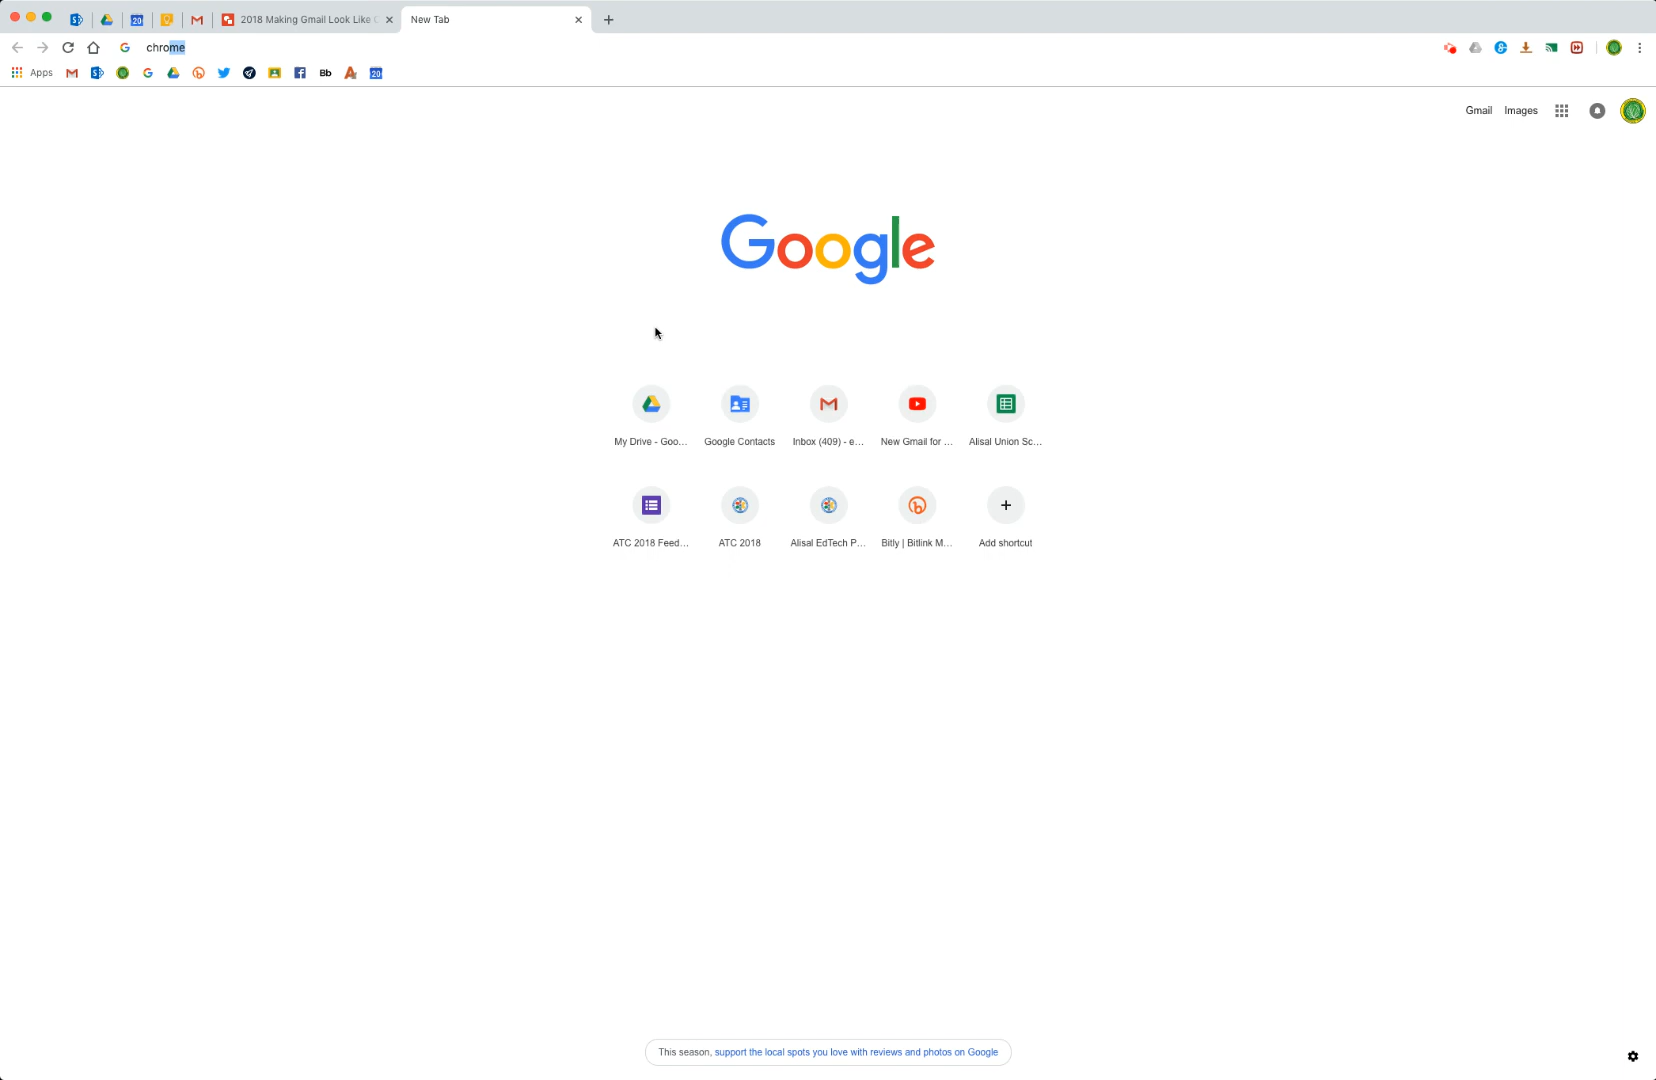 2018 Making Gmail Look Like
New Tab
chrome
Apps
Bb
Gmail Images
Google
My Drive - Goo...
Google Contacts
Inbox (409) - e...
New Gmail for ...
Alisal Union Sc...
ATC 2018 Feed...
ATC 2018
Alisal EdTech P...
Bitly | Bitlink M...
Add shortcut
This season, support the local spots you love with reviews and photos on Google